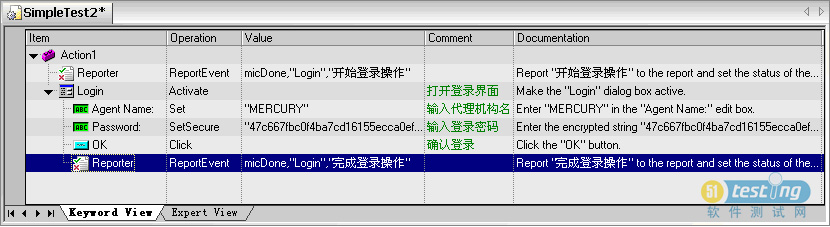 SimpleTest2*
Item Operation Value Comment Documentation
Action1
Reporter ReportEvent micDone,"Login","开始登录操作" Report "开始登录操作" to the report and set the status of the...
Login Activate 打开登录界面 Make the "Login" dialog box active.
ABC Agent Name: Set "MERCURY" 输入代理机构名 Enter "MERCURY" in the "Agent Name:" edit box.
ABC Password: SetSecure "47c667fbc0f4ba7cd16155ecca0ef... 输入登录密码 Enter the encrypted string "47c667fbc0f4ba7cd16155ecca0ef...
OK Click 确认登录 Click the "OK" button.
Reporter ReportEvent micDone,"Login","完成登录操作" Report "完成登录操作" to the report and set the status of the...
Keyword View Expert View
51 testing
软件测试网